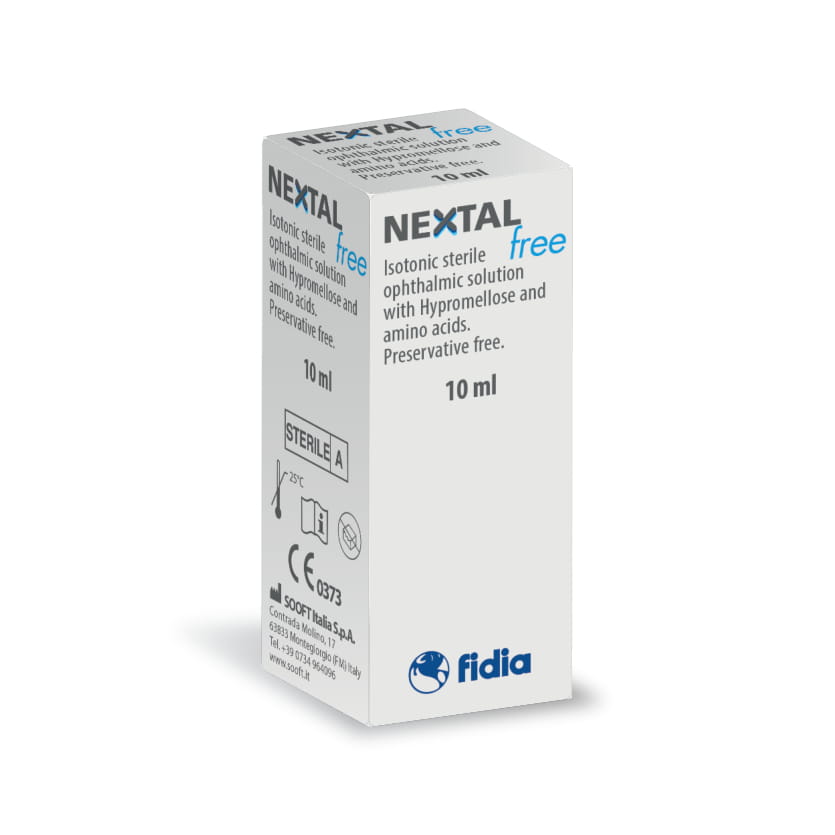 NEXTAL free
Isotonic sterile
ophthalmic solution
with Hypromellose and
amino acids.
Preservative free.
10 ml
NEXTAL
free
Isotonic sterile
ophthalmic solution
with Hypromellose and
amino acids.
Preservative free.
10 ml
STERILE A
25°C
i
CE 0373
SOOFT Italia S.p.A.
Contrada Molino, 17
63833 Montegiorgio (FM) Italy
Tel. +39 0734 964096
www.sooft.it
NEXTAL
free
Isotonic sterile
ophthalmic solution
with Hypromellose and
amino acids.
Preservative free.
10 ml
fidia